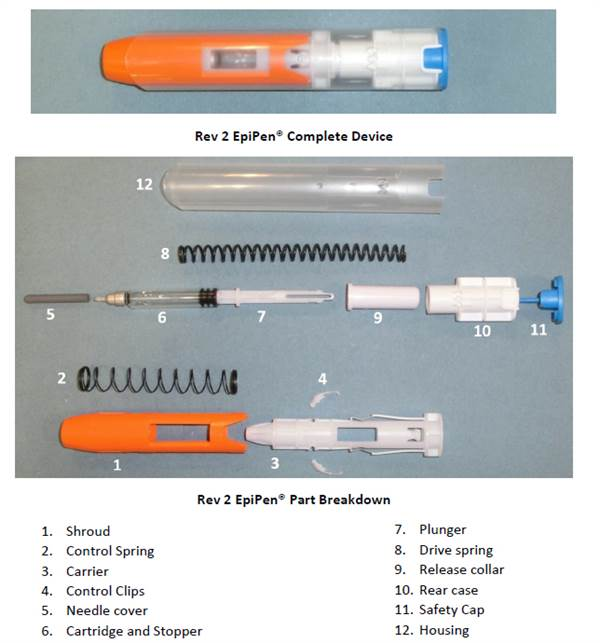 Rev 2 EpiPen® Complete Device
12
8
5
6
7
9
10
11
2
4
1
3
Rev 2 EpiPen® Part Breakdown
1. Shroud
2. Control Spring
3. Carrier
4. Control Clips
5. Needle cover
6. Cartridge and Stopper
7. Plunger
8. Drive spring
9. Release collar
10. Rear case
11. Safety Cap
12. Housing